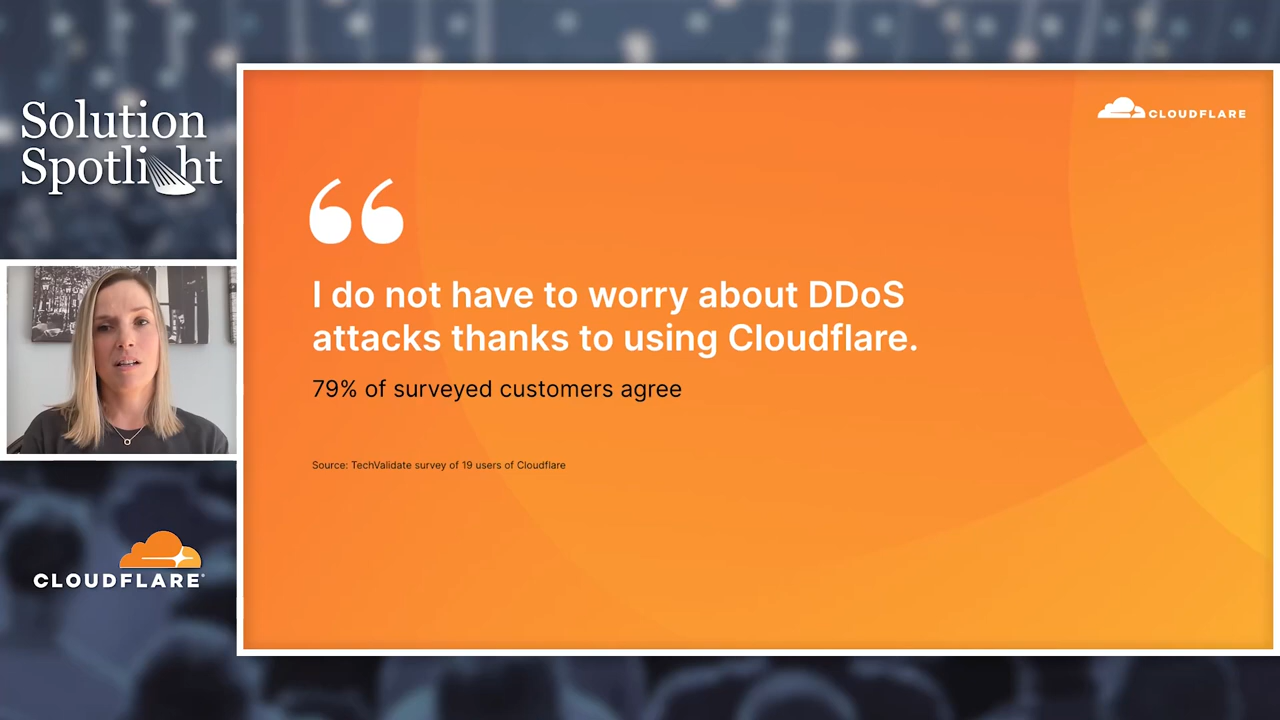 Solution
Spotlight
CLOUDFLARE
I do not have to worry about DDoS
attacks thanks to using Cloudflare.
79% of surveyed customers agree
Source: TechValidate survey of 19 users of Cloudflare
CLOUDFLARE